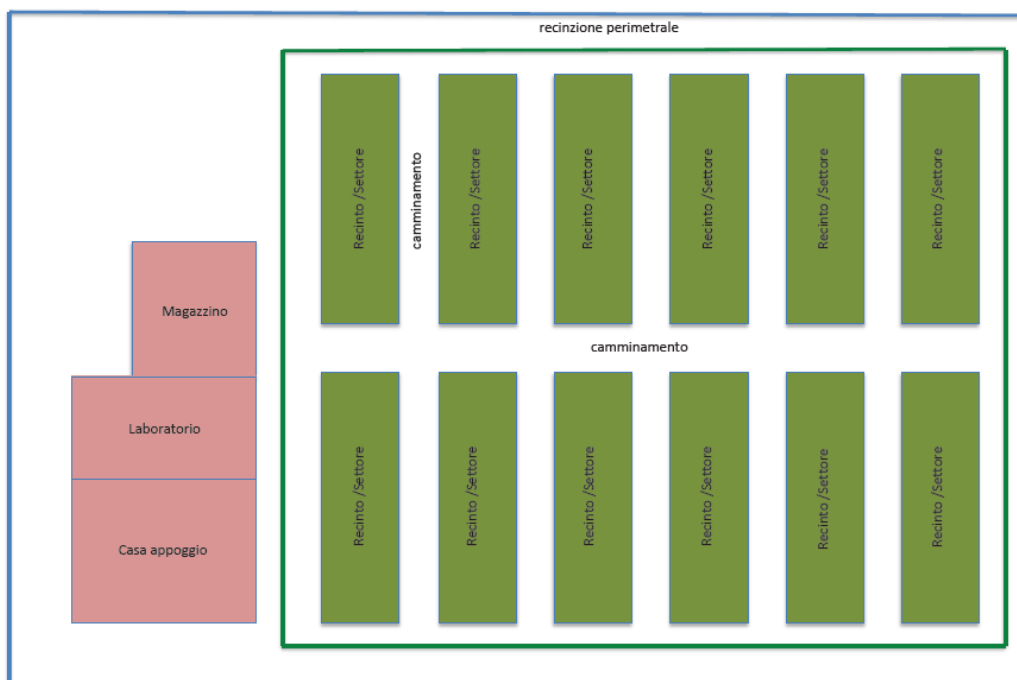 recinzione perimetrale
Recinto /Settore
camminamento
Recinto /Settore
Recinto /Settore
Recinto /Settore
Recinto /Settore
Recinto /Settore
Magazzino
camminamento
Laboratorio
Casa appoggio
Recinto /Settore
Recinto /Settore
Recinto /Settore
Recinto /Settore
Recinto /Settore
Recinto /Settore